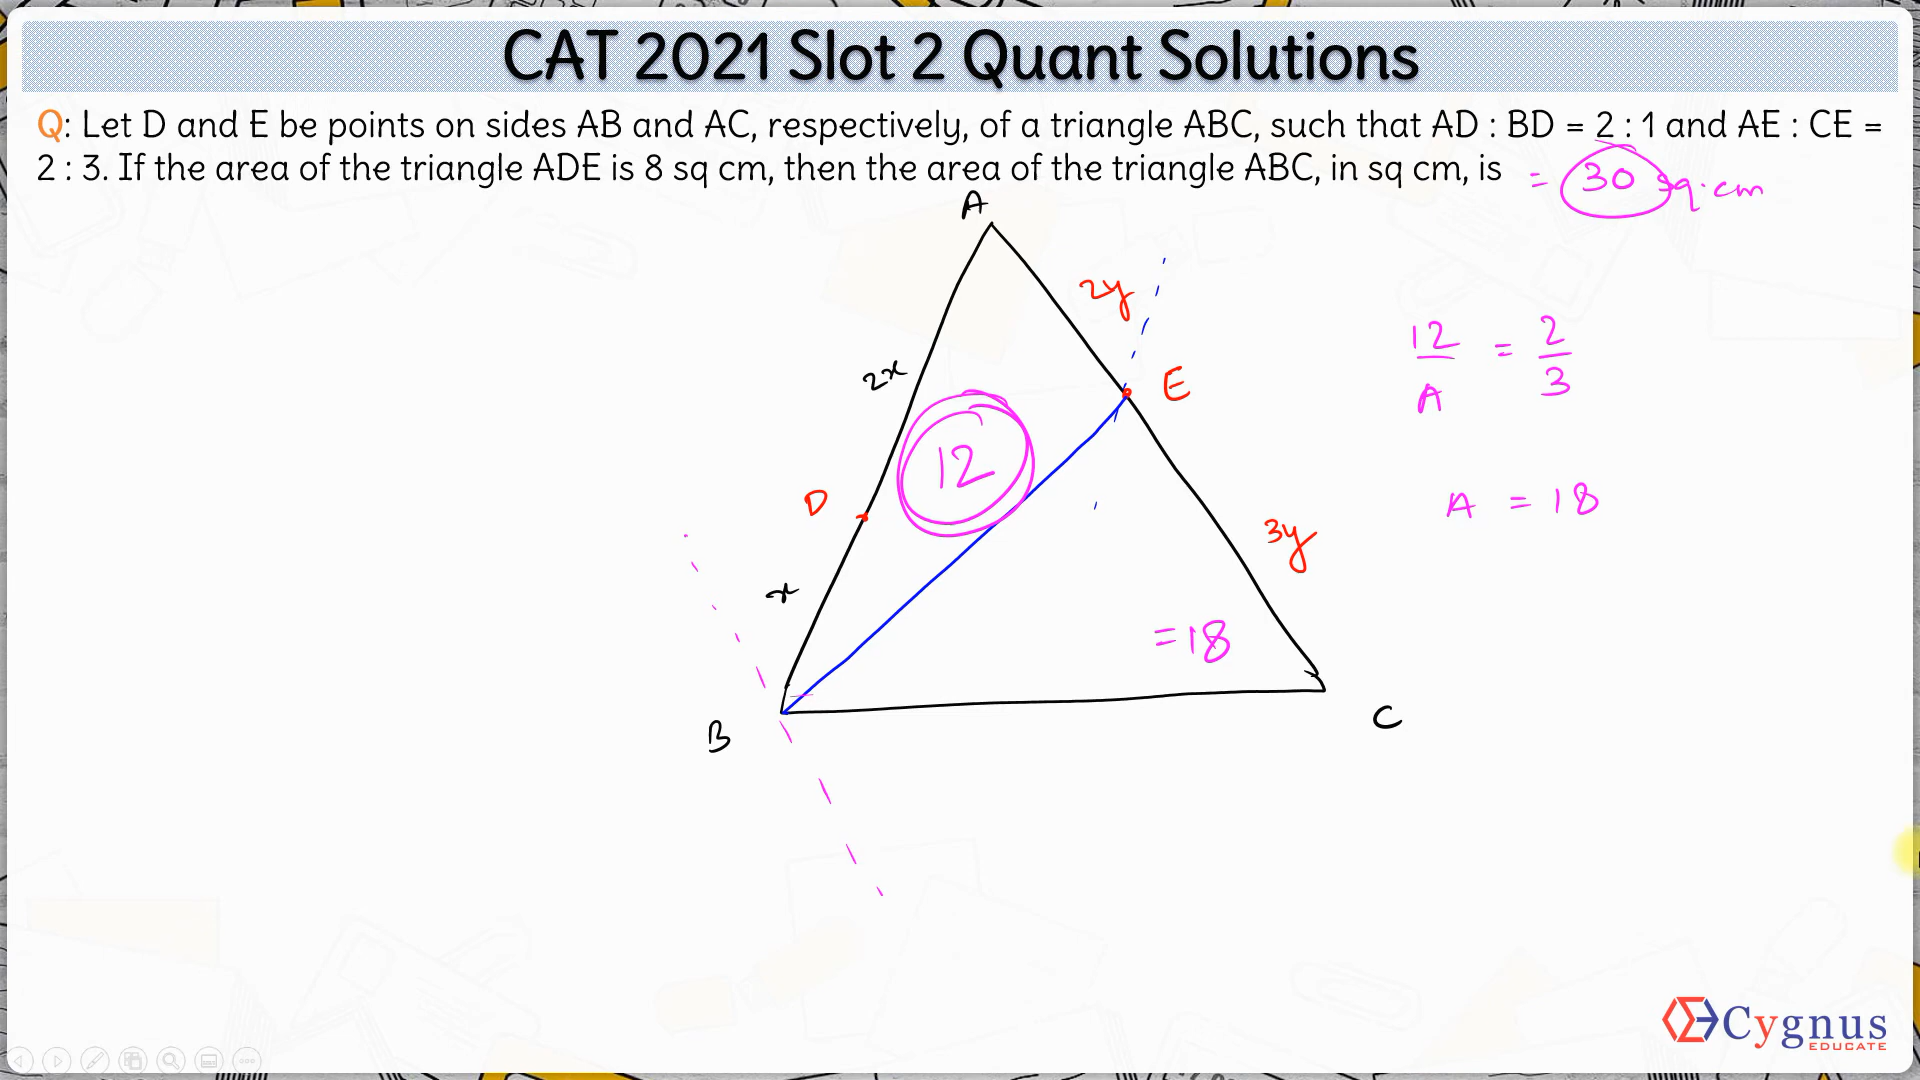 CAT 2021 Slot 2 Quant Solutions
Q: Let D and E be points on sides AB and AC, respectively, of a triangle ABC, such that AD : BD = 2 : 1 and AE : CE =
2 : 3. If the area of the triangle ADE is 8 sq cm, then the area of the triangle ABC, in sq cm, is = 30 sq.cm
A
2y
12/A = 2/3
2x
E
12
D
A = 18
3y
x
=18
B
C
Cygnus
EDUCATE